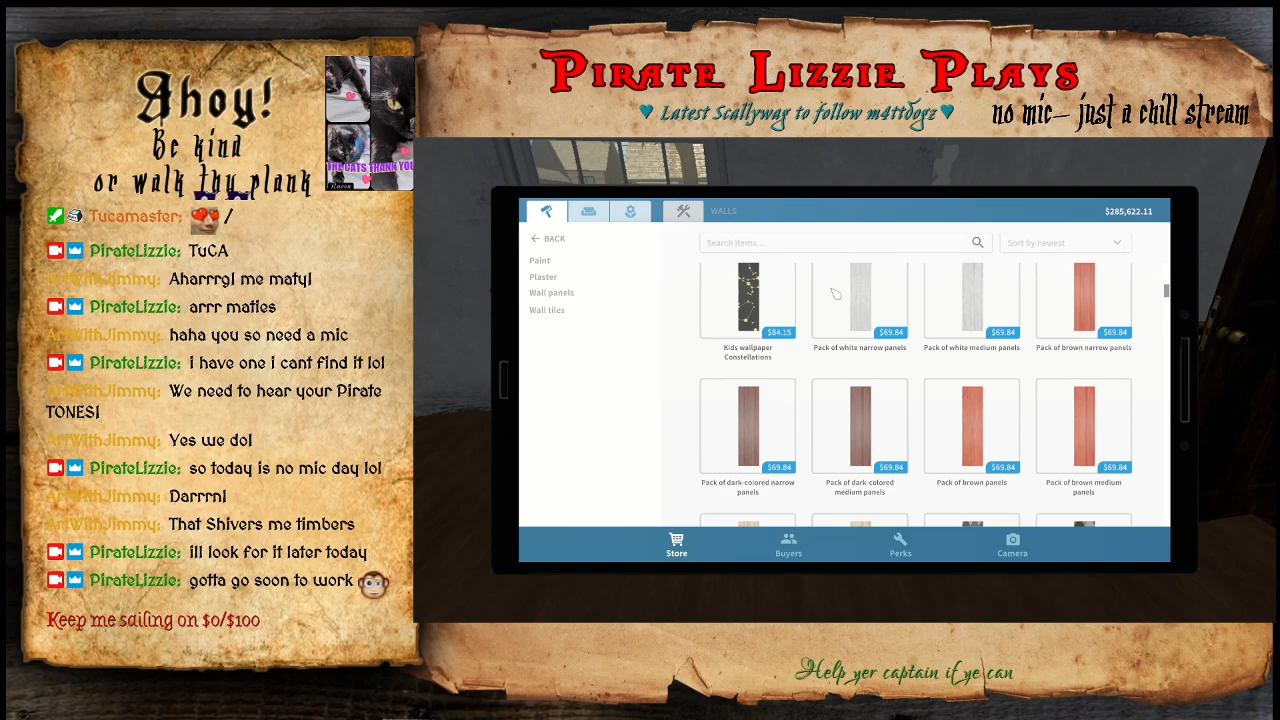 Ahoy!
Be kind
or walk thy plank
THE CATS THANK YOU
Raven
Tucamaster: /
PirateLizzie: TuCA
ArtWithJimmy: Aharrrg! me maty!
PirateLizzie: arrr maties
ArtWithJimmy: haha you so need a mic
PirateLizzie: i have one i cant find it lol
ArtWithJimmy: We need to hear your Pirate
TONES!
ArtWithJimmy: Yes we do!
PirateLizzie: so today is no mic day lol
ArtWithJimmy: Darrrn!
ArtWithJimmy: That Shivers me timbers
PirateLizzie: ill look for it later today
PirateLizzie: gotta go soon to work
Keep me sailing on $0/$100
Pirate Lizzie Plays
Latest Scallywag to follow m4ttdogz
no mic- just a chill stream
WALLS
$285,622.11
BACK
Paint
Plaster
Wall panels
Wall tiles
Search items...
Sort by newest
$84.15
$69.84
$69.84
$69.84
Kids wallpaper
Constellations
Pack of white narrow panels
Pack of white medium panels
Pack of brown narrow panels
$69.84
$69.84
$69.84
$69.84
Pack of dark-colored narrow
panels
Pack of dark-colored
medium panels
Pack of brown panels
Pack of brown medium
panels
Store
Buyers
Perks
Camera
Help yer captain if ye can